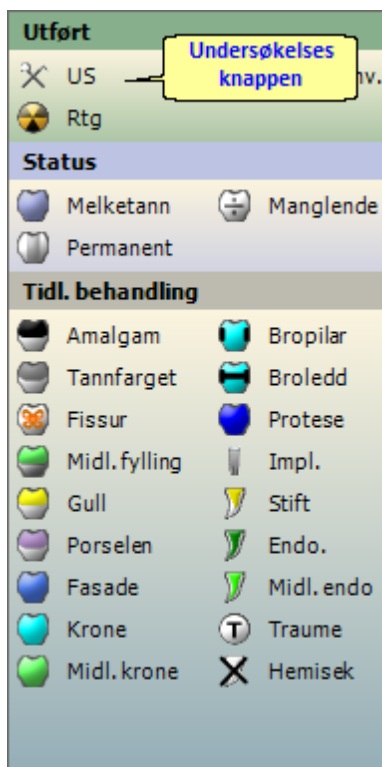 Utført
Undersøkelses
knappen
US
nv.
Rtg
Status
Melketann Manglende
Permanent
Tidl. behandling
Amalgam Bropilar
Tannfarget Broledd
Fissur Protese
Midl. fylling Impl.
Gull Stift
Porselen Endo.
Fasade Midl. endo
Krone T Traume
Midl. krone Hemisek